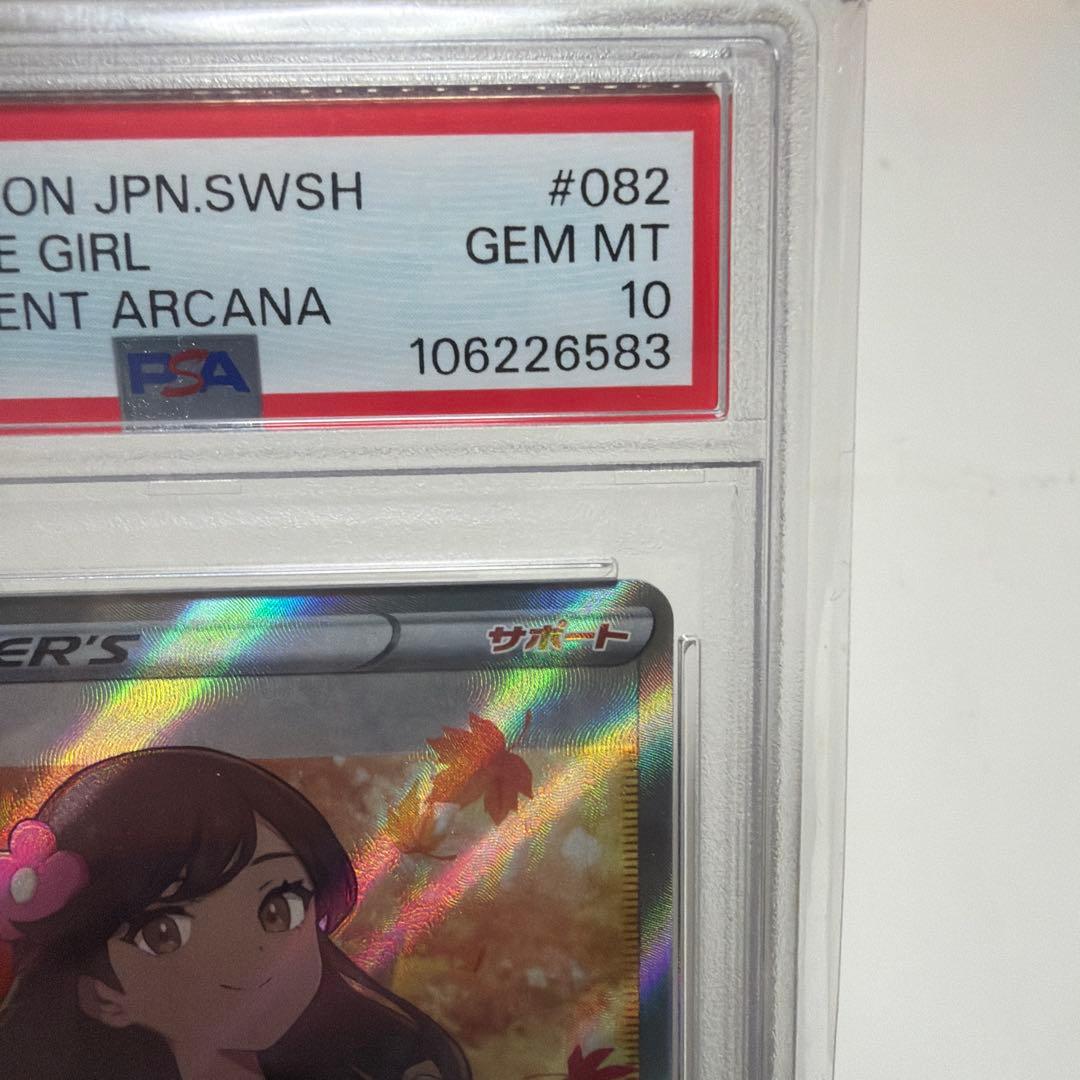 ON JPN.SWSH #082
E GIRL GEM MT
ENT ARCANA 10
PSA 106226583
ER'S サポート